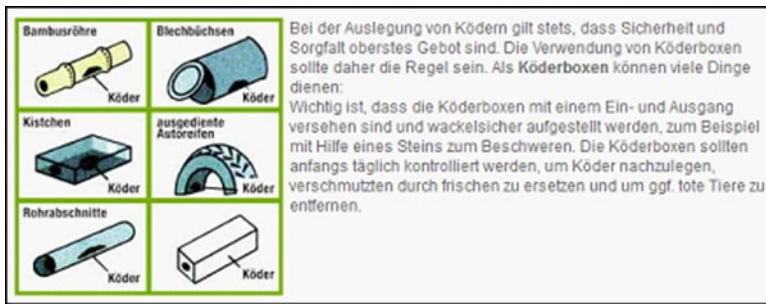 Bambusröhre
Köder
Blechbüchsen
Köder
Kistchen
Köder
ausgediente
Autoreifen
Köder
Rohrabschnitte
Köder
Köder
Bei der Auslegung von Ködern gilt stets, dass Sicherheit und
Sorgfalt oberstes Gebot sind. Die Verwendung von Köderboxen
sollte daher die Regel sein. Als Köderboxen können viele Dinge
dienen:
Wichtig ist, dass die Köderboxen mit einem Ein- und Ausgang
versehen sind und wackelsicher aufgestellt werden, zum Beispiel
mit Hilfe eines Steins zum Beschweren. Die Köderboxen sollten
anfangs täglich kontrolliert werden, um Köder nachzulegen,
verschmutzten durch frischen zu ersetzen und um ggf. tote Tiere zu
entfernen.